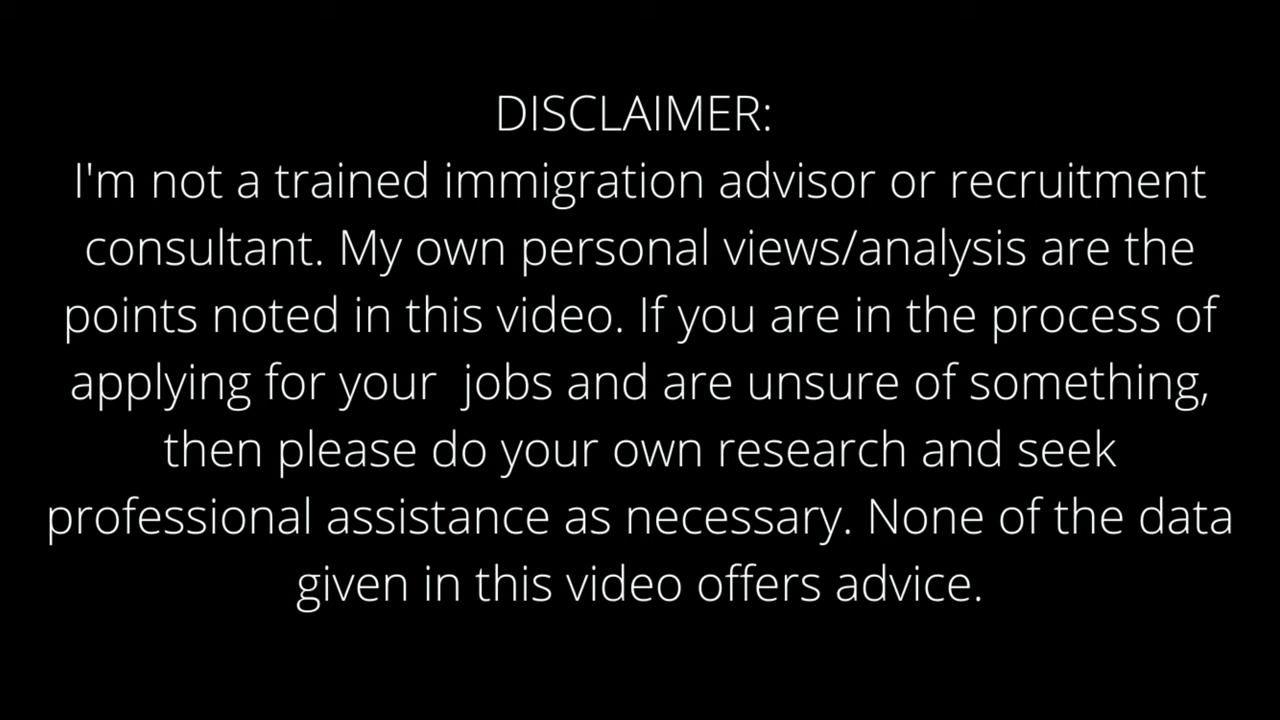 DISCLAIMER:
I'm not a trained immigration advisor or recruitment
consultant. My own personal views/analysis are the
points noted in this video. If you are in the process of
applying for your  jobs and are unsure of something,
then please do your own research and seek
professional assistance as necessary. None of the data
given in this video offers advice.